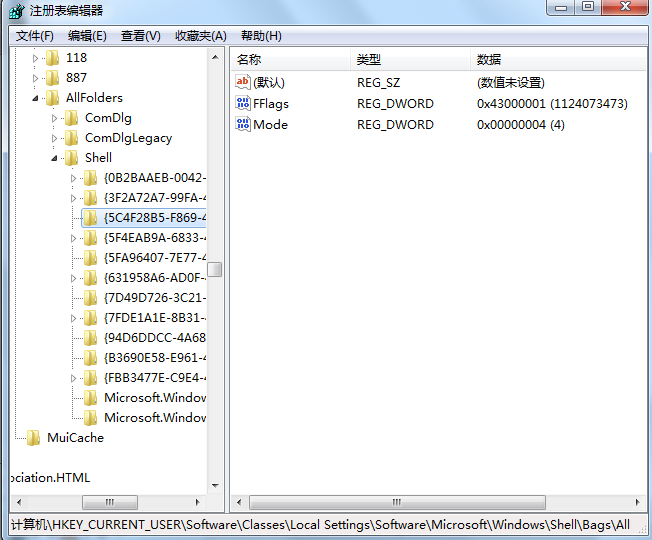 注册表编辑器
文件(F) 编辑(E) 查看(V) 收藏夹(A) 帮助(H)
118
887
AllFolders
ComDlg
ComDlgLegacy
Shell
{0B2BAAEB-0042-
{3F2A72A7-99FA-4
{5C4F28B5-F869-4
{5F4EAB9A-6833-4
{5FA96407-7E77-4
{631958A6-AD0F-4
{7D49D726-3C21-
{7FDE1A1E-8B31-4
{94D6DDCC-4A68
{B3690E58-E961-4
{FBB3477E-C9E4-4
Microsoft.Window
Microsoft.Window
MuiCache
ociation.HTML
名称 类型 数据
(默认) REG_SZ (数值未设置)
FFlags REG_DWORD 0x43000001 (1124073473)
Mode REG_DWORD 0x00000004 (4)
计算机\HKEY_CURRENT_USER\Software\Classes\Local Settings\Software\Microsoft\Windows\Shell\Bags\All